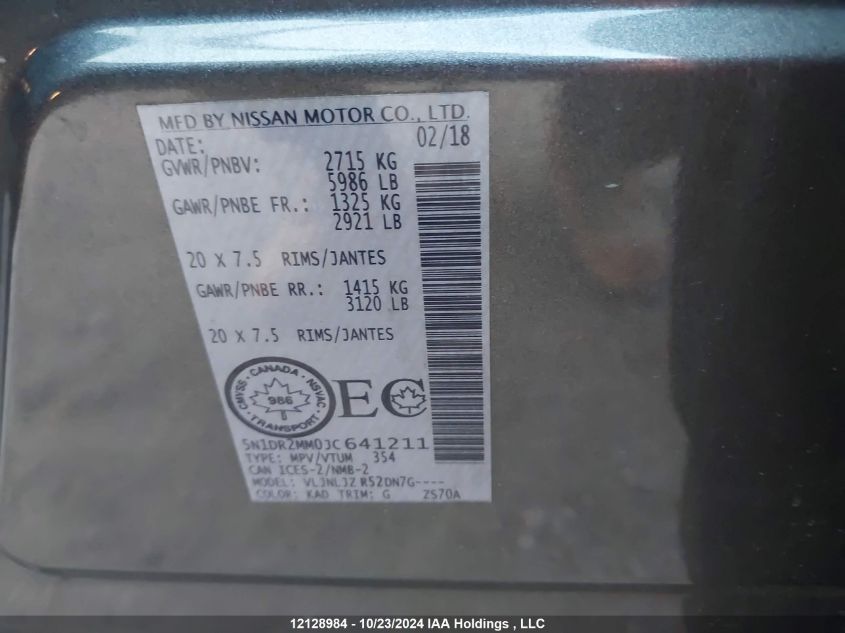 MFD BY NISSAN MOTOR CO., LTD.
DATE: 02/18
GVWR/PNBV: 2715 KG
5986 LB
GAWR/PNBE FR.: 1325 KG
2921 LB
20 X 7.5 RIMS/JANTES
GAWR/PNBE RR.: 1415 KG
3120 LB
20 X 7.5 RIMS/JANTES
CMVSS · CANADA · NSVAC · TRANSPORT ·
986
EC
5N1DR2MM0JC641211
TYPE: MPV/VTUM 354
CAN ICES-2/NMB-2
MODEL: VLJNLJZ R52DN7G----
COLOR: KAD TRIM: G ZS70A
12128984 - 10/23/2024 IAA Holdings , LLC